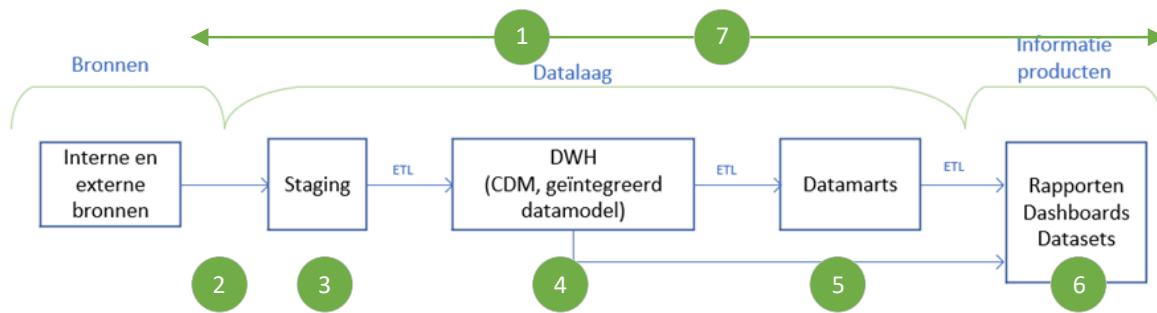 1
7
Bronnen
Datalaag
Informatie
producten
Interne en
externe
bronnen
Staging
ETL
DWH
(CDM, geïntegreerd
datamodel)
ETL
Datamarts
ETL
Rapporten
Dashboards
Datasets
2
3
4
5
6